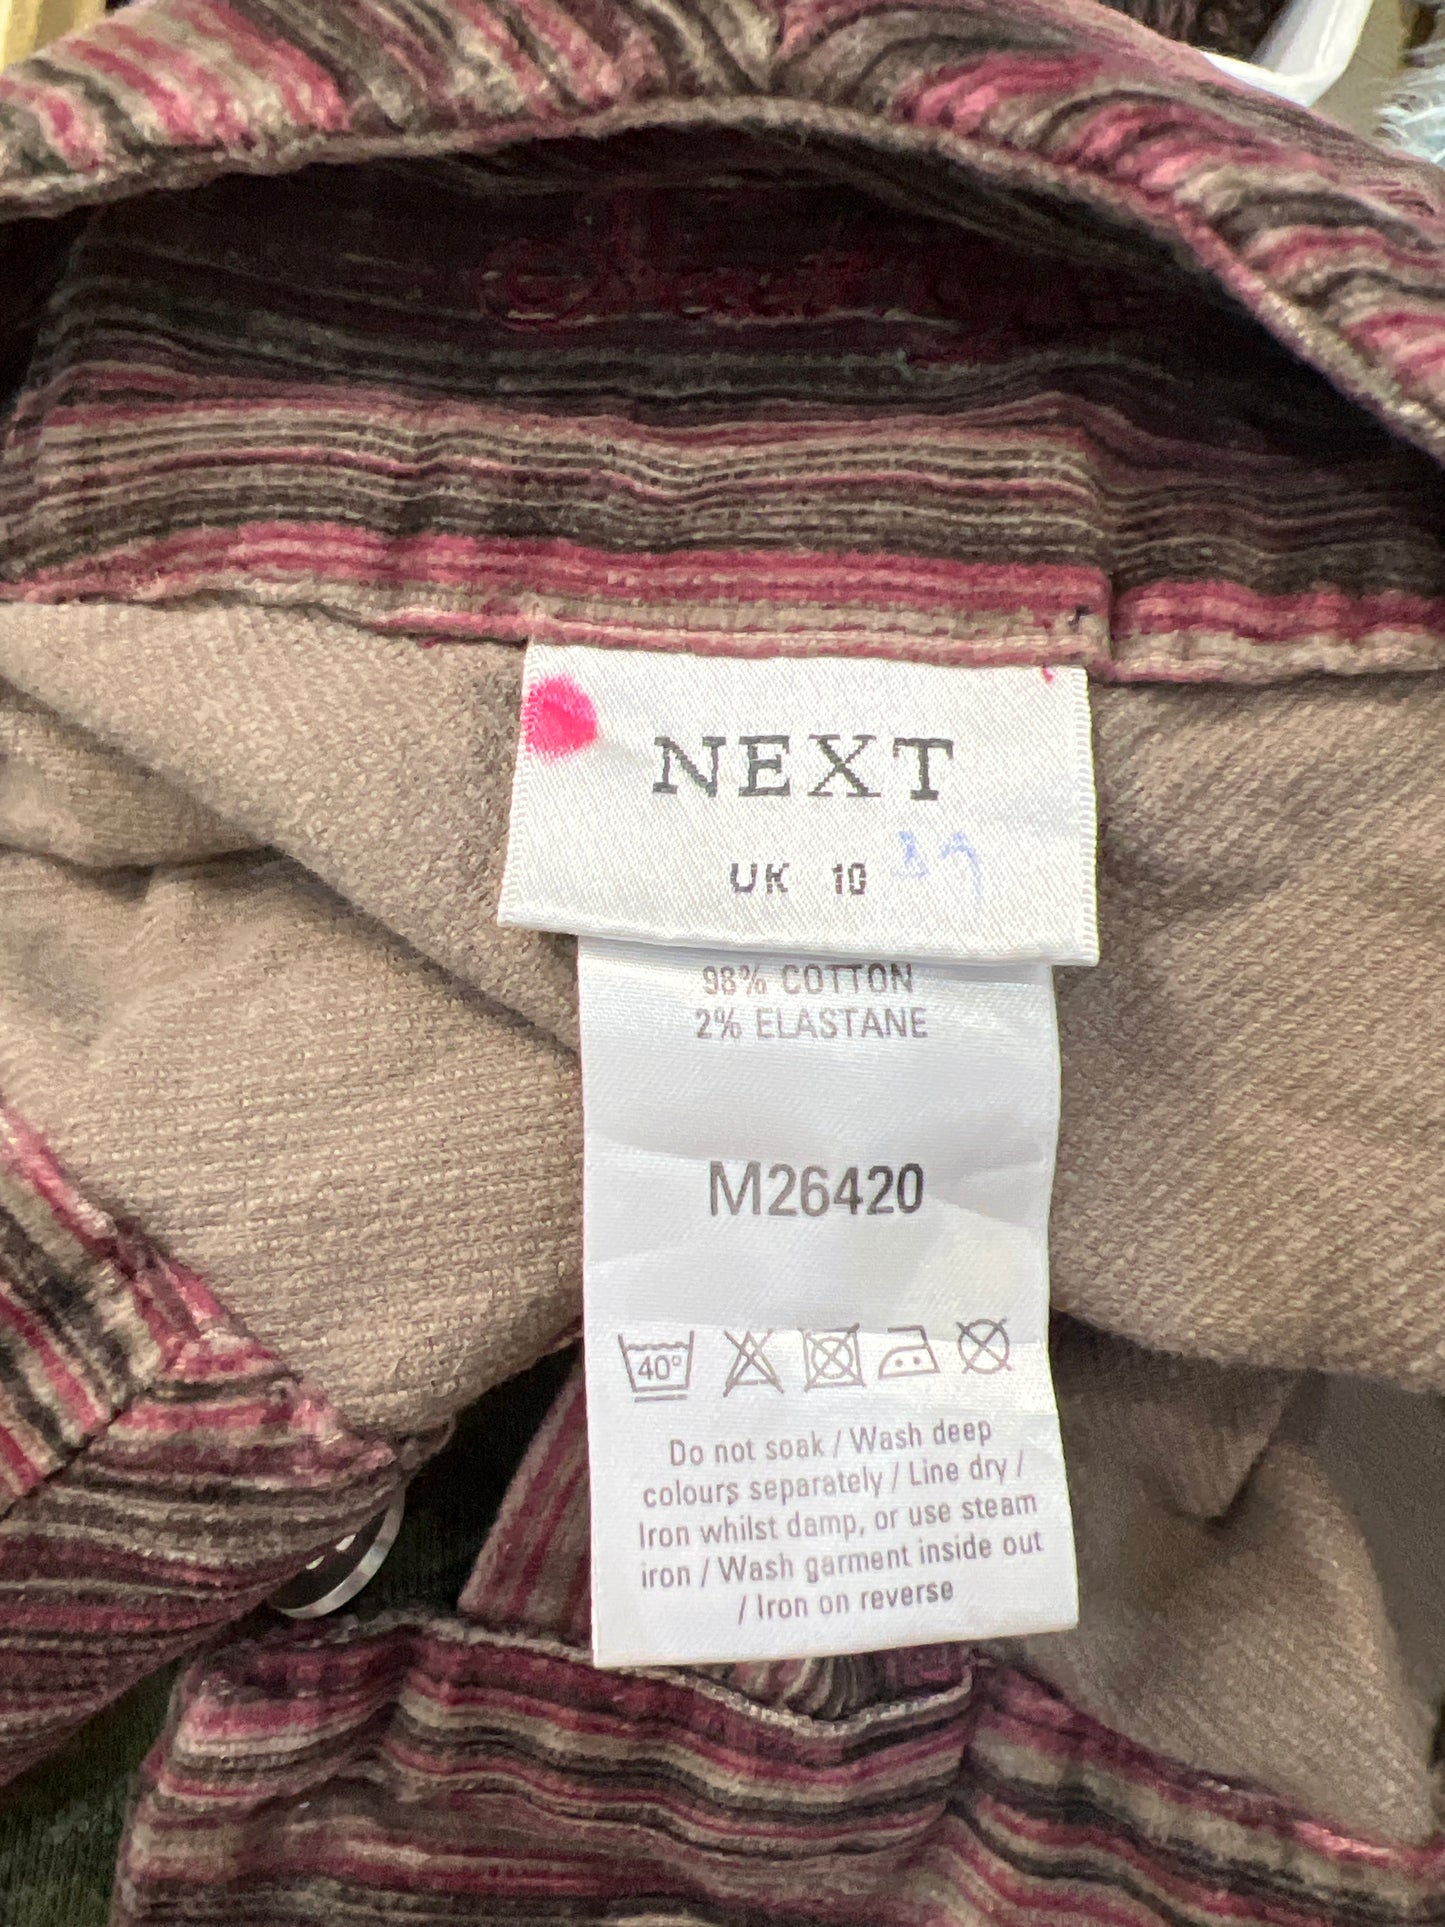 NEXT
UK 10
98% COTTON
2% ELASTANE
M26420
40°
Do not soak / Wash deep
colours separately / Line dry /
Iron whilst damp, or use steam
iron / Wash garment inside out
/ Iron on reverse